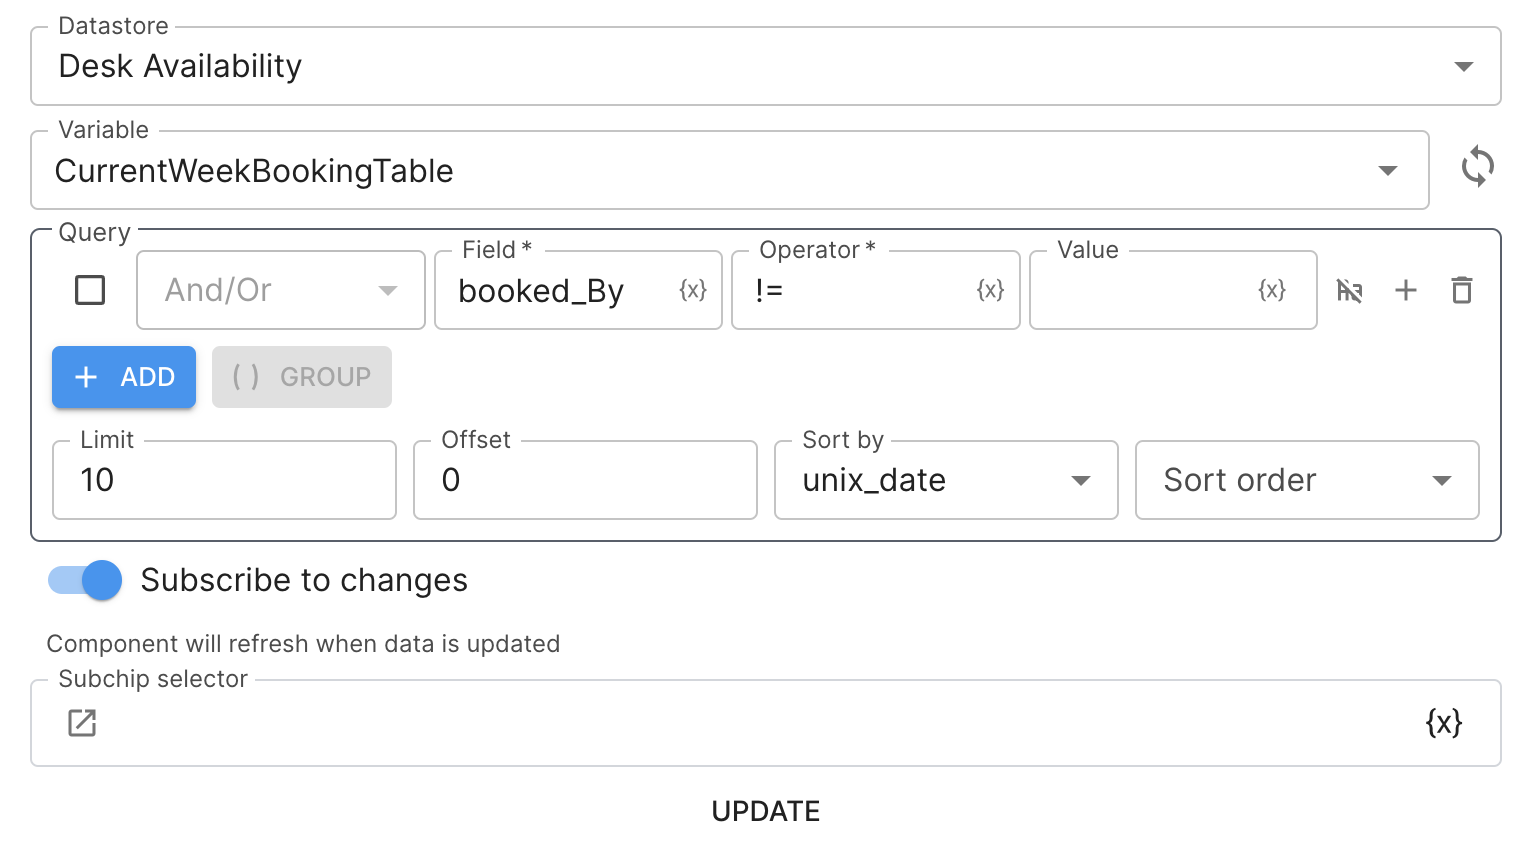 Datastore
Desk Availability
Variable
CurrentWeekBookingTable
Query
And/Or
Field *
booked_By {x}
Operator *
!= {x}
Value
{x}
+ ADD
( ) GROUP
Limit
10
Offset
0
Sort by
unix_date
Sort order
Subscribe to changes
Component will refresh when data is updated
Subchip selector
{x}
UPDATE